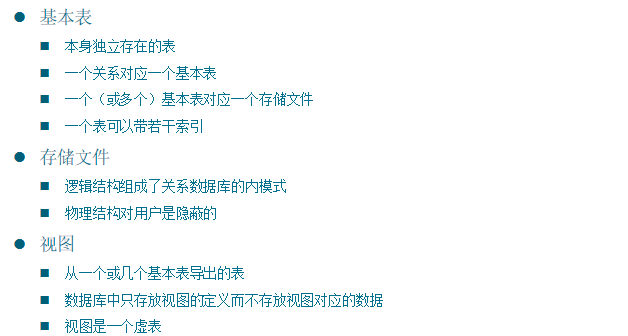 基本表
本身独立存在的表
一个关系对应一个基本表
一个（或多个）基本表对应一个存储文件
一个表可以带若干索引
存储文件
逻辑结构组成了关系数据库的内模式
物理结构对用户是隐蔽的
视图
从一个或几个基本表导出的表
数据库中只存放视图的定义而不存放视图对应的数据
视图是一个虚表